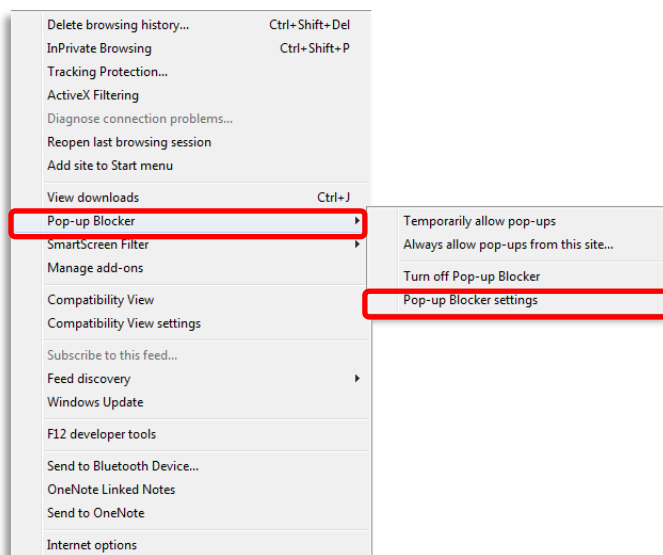 Delete browsing history... Ctrl+Shift+Del
InPrivate Browsing Ctrl+Shift+P
Tracking Protection...
ActiveX Filtering
Diagnose connection problems...
Reopen last browsing session
Add site to Start menu
View downloads Ctrl+J
Pop-up Blocker
SmartScreen Filter
Manage add-ons
Compatibility View
Compatibility View settings
Subscribe to this feed...
Feed discovery
Windows Update
F12 developer tools
Send to Bluetooth Device...
OneNote Linked Notes
Send to OneNote
Internet options
Temporarily allow pop-ups
Always allow pop-ups from this site...
Turn off Pop-up Blocker
Pop-up Blocker settings